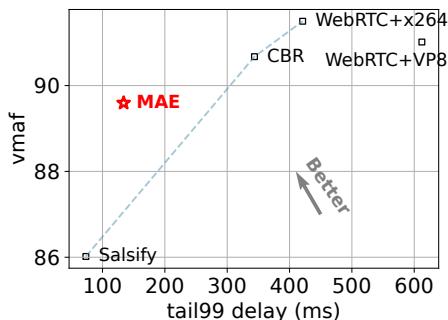 WebRTC+x264
WebRTC+VP8
CBR
90
MAE
vmaf
88
Better
86
Salsify
100 200 300 400 500 600
tail99 delay (ms)